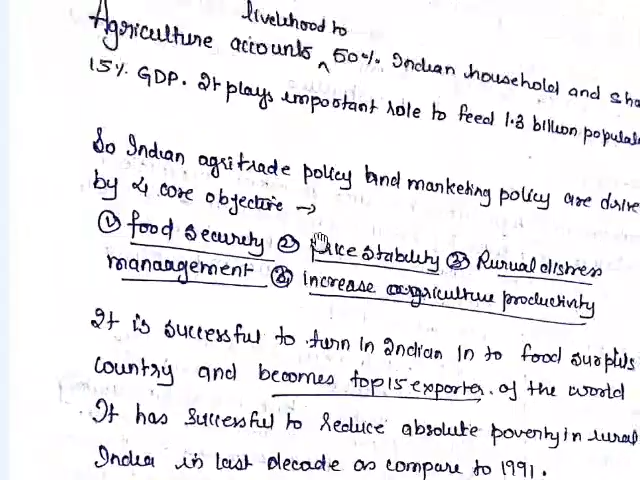 livelihood to
Agriculture accounts ^ 50% Indian household and sha
15% GDP. It plays important role to feed 1.3 billion populat
So Indian agritrade policy and marketing policy are drive
by 4 core objective →
① food security ② Price stability ③ Rurual distress
manaagement ④ increase agriculture productivity
It is successful to turn in Indian in to food surplus
country and becomes top 15 exporter of the world
It has successful to reduce absolute poverty in rural
India in last decade as compare to 1991.